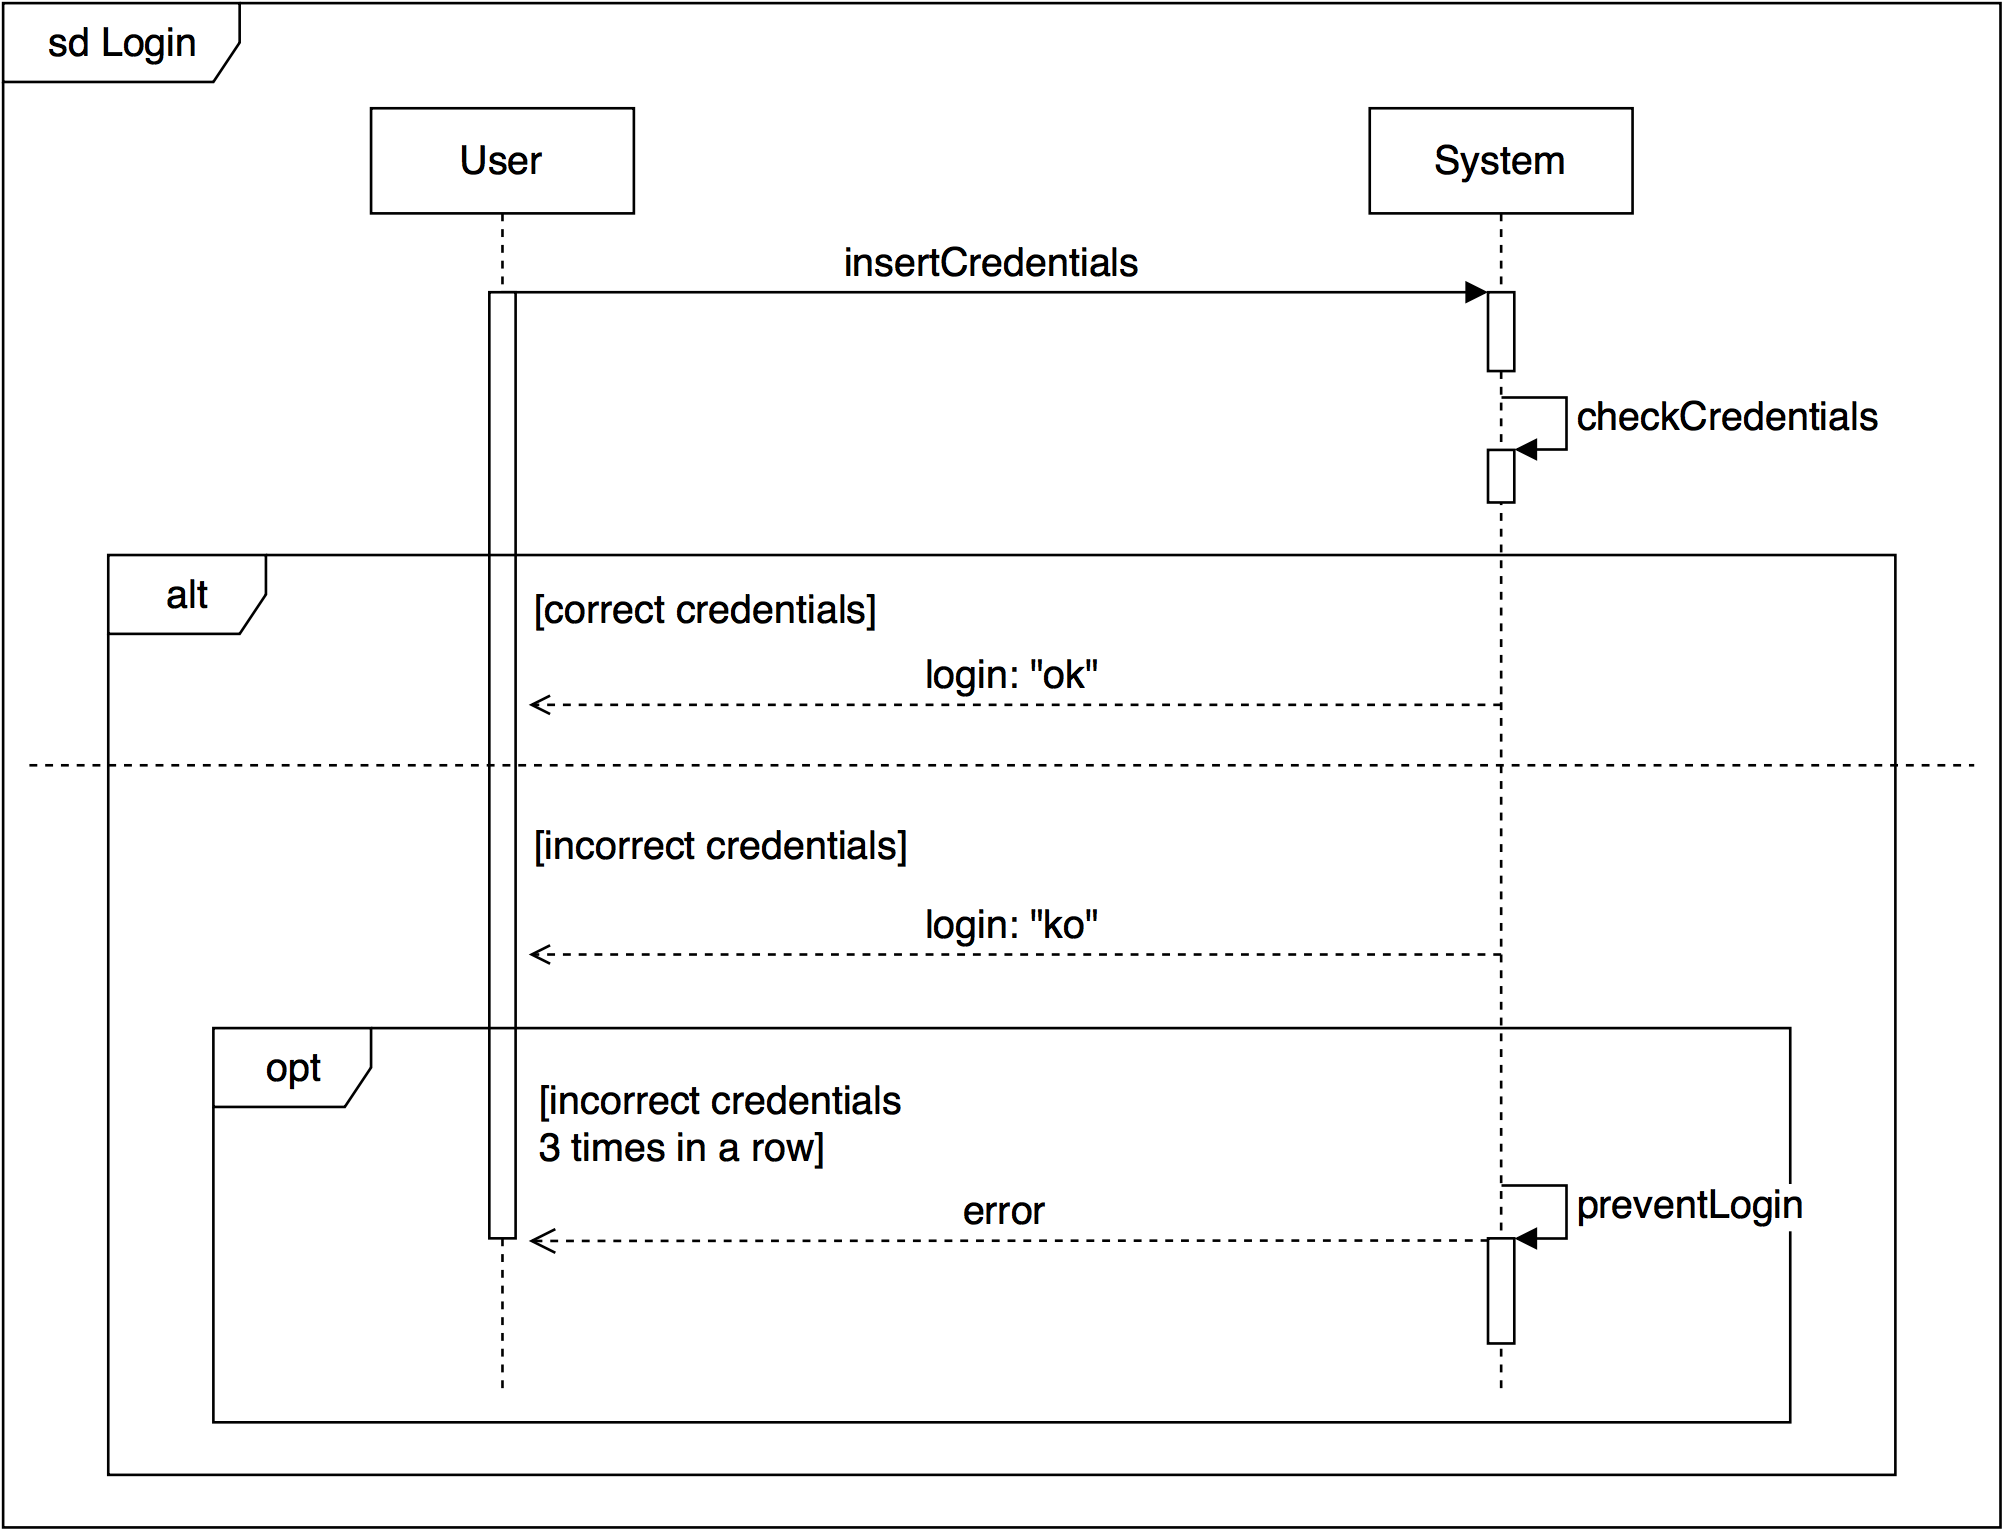 sd Login
User
System
insertCredentials
checkCredentials
alt
[correct credentials]
login: "ok"
[incorrect credentials]
login: "ko"
opt
[incorrect credentials
3 times in a row]
preventLogin
error